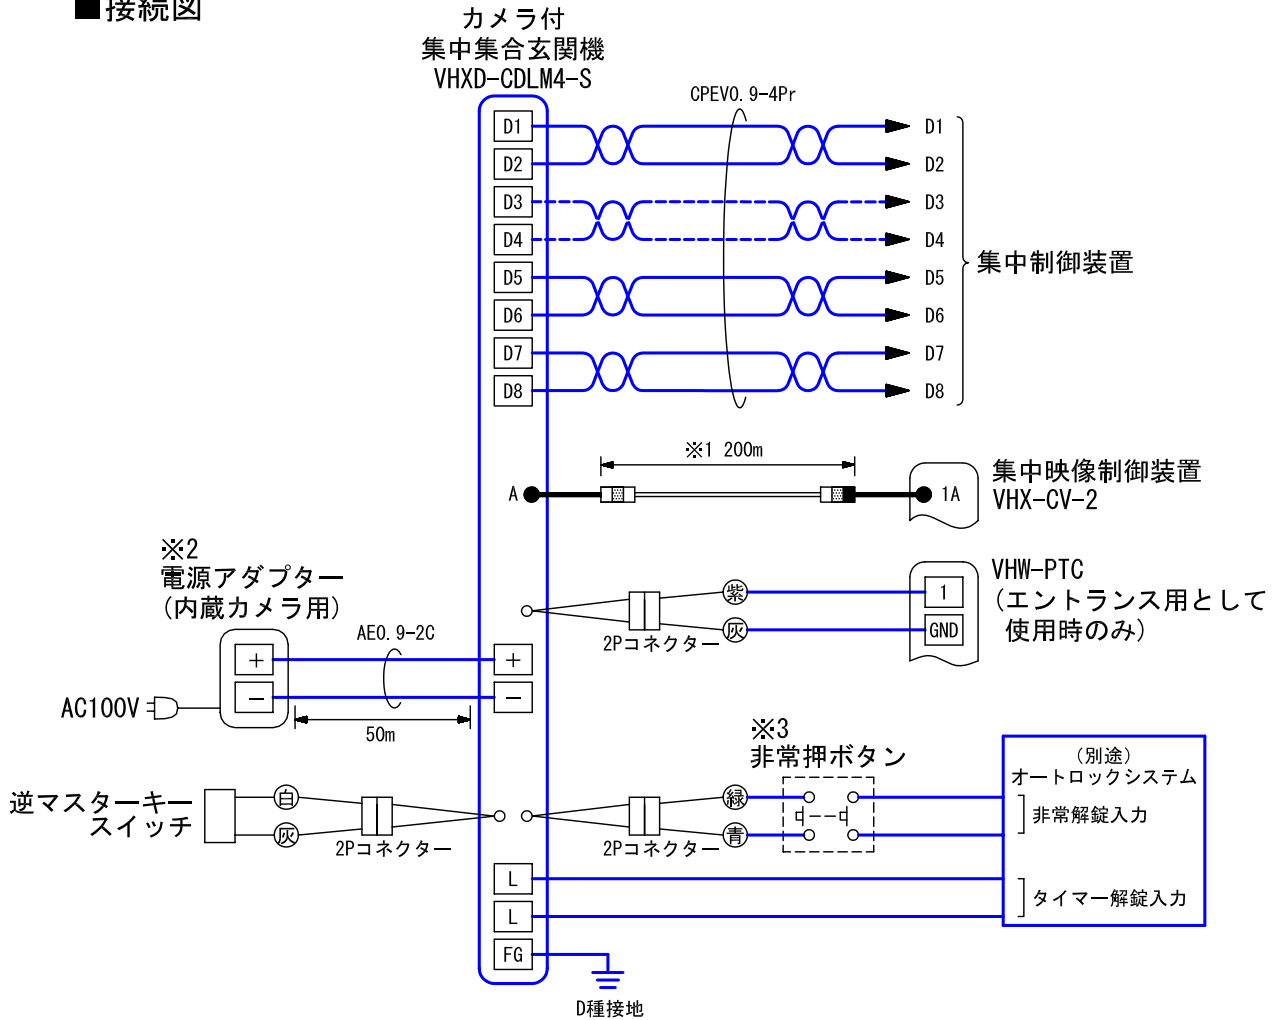 ■接続図
カメラ付
集中集合玄関機
VHXD-CDLM4-S
CPEV0.9-4Pr
D1
D2
D3
D4
D5
D6
D7
D8
D1
D2
D3
D4
D5
D6
D7
D8
集中制御装置
※1 200m
A
1A
集中映像制御装置
VHX-CV-2
※2
電源アダプター
(内蔵カメラ用)
AE0.9-2C
+
−
+
−
AC100V
50m
紫
灰
2Pコネクター
1
GND
VHW-PTC
(エントランス用として
使用時のみ)
※3
非常押ボタン
逆マスターキー
スイッチ
白
灰
2Pコネクター
緑
青
2Pコネクター
(別途)
オートロックシステム
非常解錠入力
タイマー解錠入力
L
L
FG
D種接地